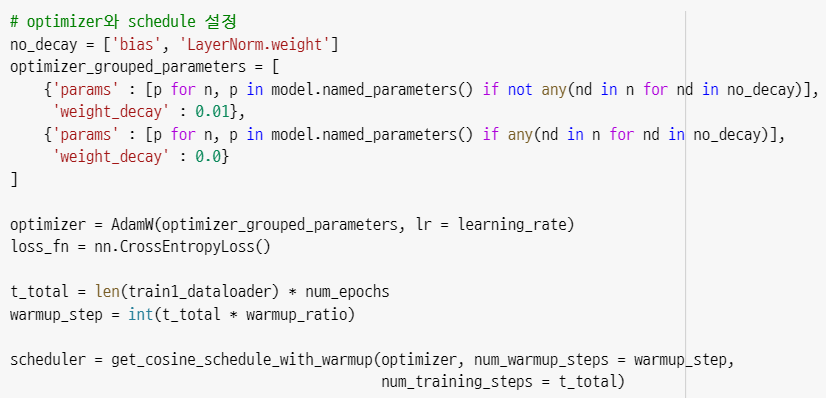 # optimizer와 schedule 설정
no_decay = ['bias', 'LayerNorm.weight']
optimizer_grouped_parameters = [
    {'params' : [p for n, p in model.named_parameters() if not any(nd in n for nd in no_decay)],
     'weight_decay' : 0.01},
    {'params' : [p for n, p in model.named_parameters() if any(nd in n for nd in no_decay)],
     'weight_decay' : 0.0}
]
optimizer = AdamW(optimizer_grouped_parameters, lr = learning_rate)
loss_fn = nn.CrossEntropyLoss()
t_total = len(train1_dataloader) * num_epochs
warmup_step = int(t_total * warmup_ratio)
scheduler = get_cosine_schedule_with_warmup(optimizer, num_warmup_steps = warmup_step,
                                            num_training_steps = t_total)